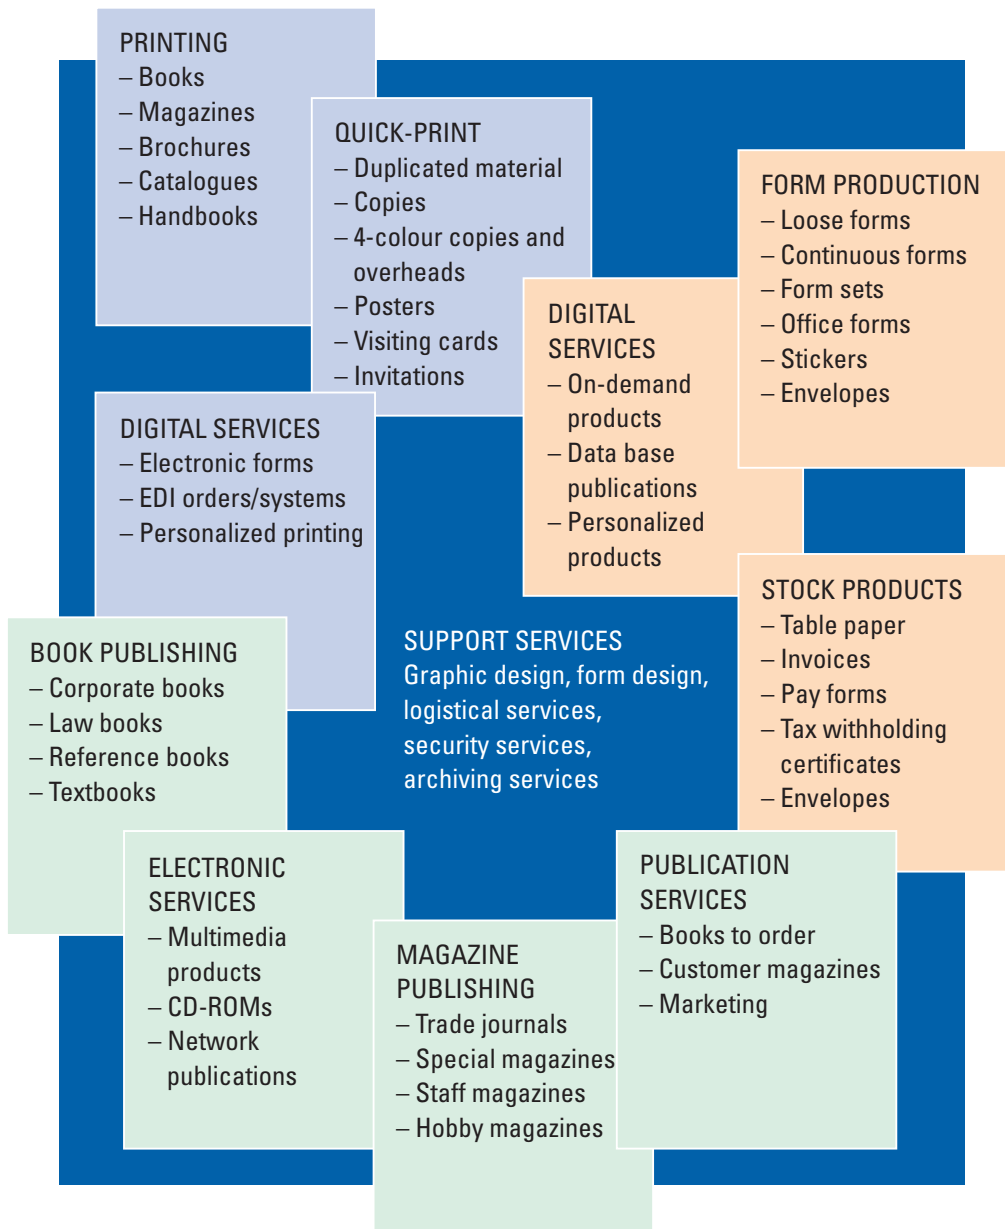 PRINTING
– Books
– Magazines
– Brochures
– Catalogues
– Handbooks
QUICK-PRINT
– Duplicated material
– Copies
– 4-colour copies and
overheads
– Posters
– Visiting cards
– Invitations
FORM PRODUCTION
– Loose forms
– Continuous forms
– Form sets
– Office forms
– Stickers
– Envelopes
DIGITAL
SERVICES
– On-demand
products
– Data base
publications
– Personalized
products
DIGITAL SERVICES
– Electronic forms
– EDI orders/systems
– Personalized printing
STOCK PRODUCTS
– Table paper
– Invoices
– Pay forms
– Tax withholding
certificates
– Envelopes
SUPPORT SERVICES
Graphic design, form design,
logistical services,
security services,
archiving services
BOOK PUBLISHING
– Corporate books
– Law books
– Reference books
– Textbooks
ELECTRONIC
SERVICES
– Multimedia
products
– CD-ROMs
– Network
publications
MAGAZINE
PUBLISHING
– Trade journals
– Special magazines
– Staff magazines
– Hobby magazines
PUBLICATION
SERVICES
– Books to order
– Customer magazines
– Marketing